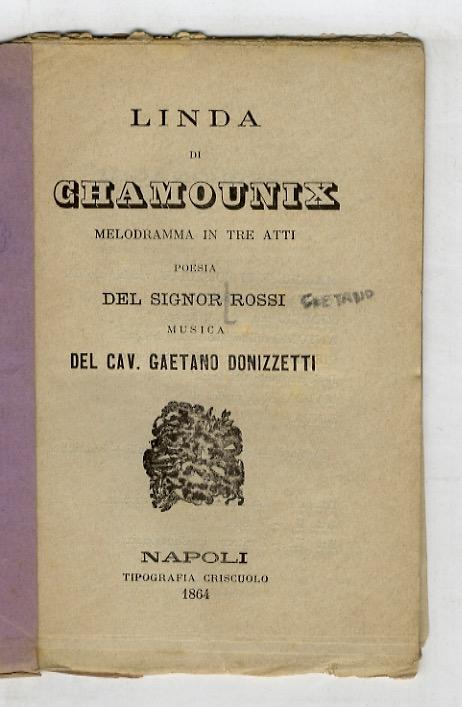 LINDA
DI
CHAMOUNIX
MELODRAMMA IN TRE ATTI
POESIA
DEL SIGNOR ROSSI GAETANO
MUSICA
DEL CAV. GAETANO DONIZZETTI
NAPOLI
TIPOGRAFIA CRISCUOLO
1864